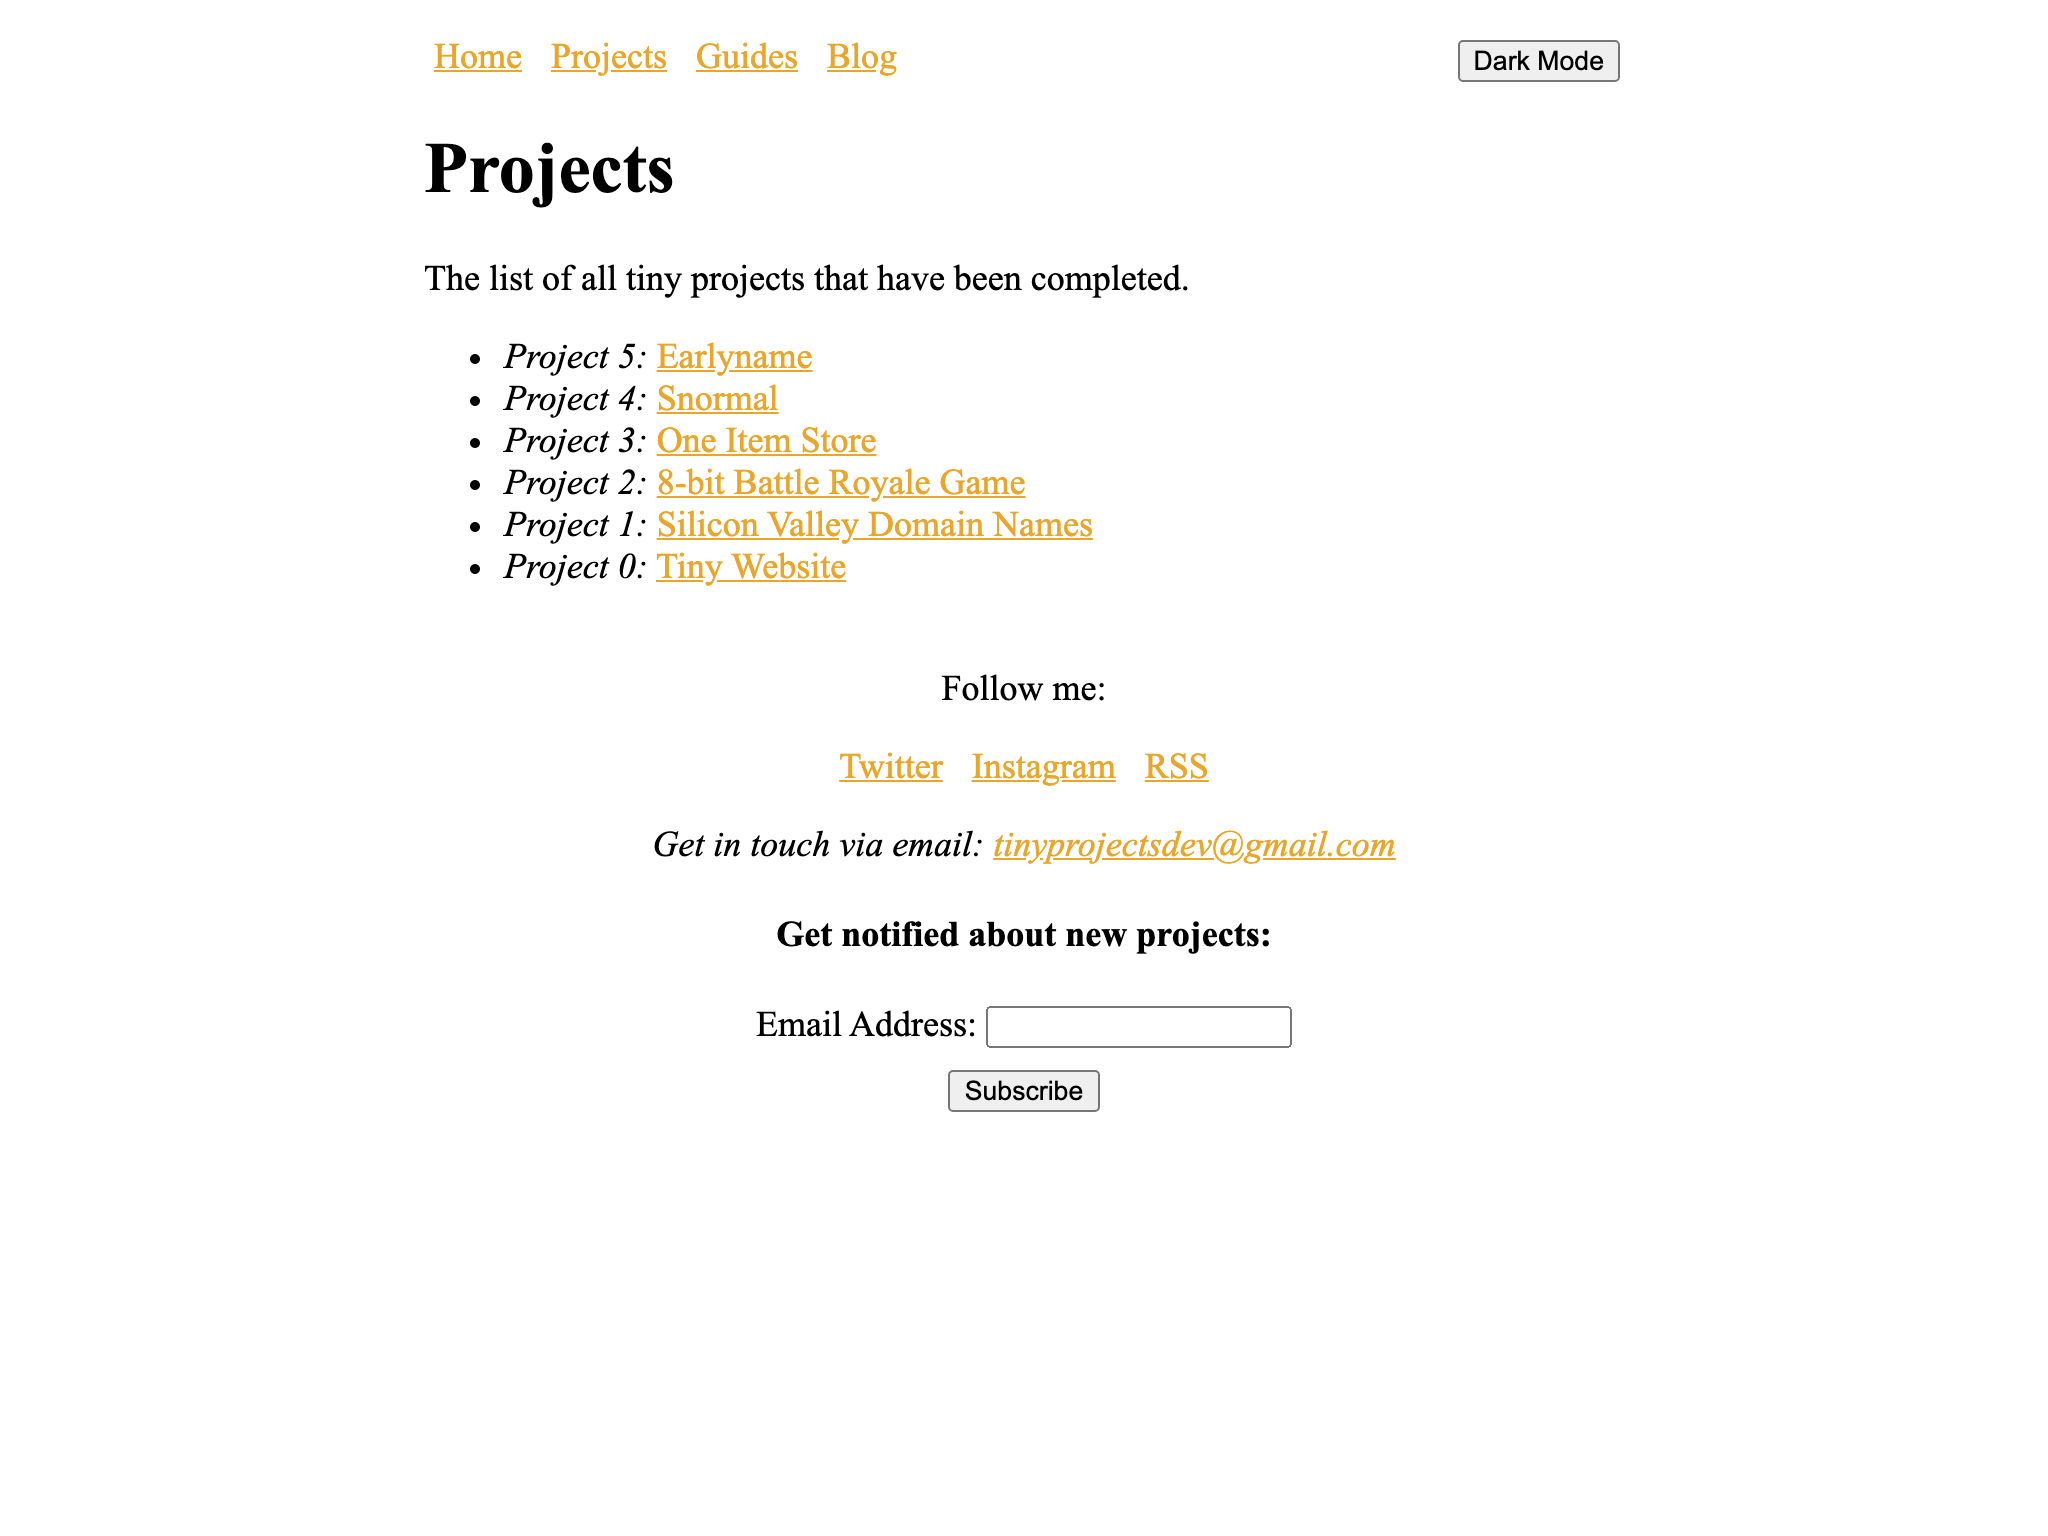 Home Projects Guides Blog Dark Mode
Projects
The list of all tiny projects that have been completed.
• Project 5: Earlyname
• Project 4: Snormal
• Project 3: One Item Store
• Project 2: 8-bit Battle Royale Game
• Project 1: Silicon Valley Domain Names
• Project 0: Tiny Website
Follow me:
Twitter Instagram RSS
Get in touch via email: tinyprojectsdev@gmail.com
Get notified about new projects:
Email Address:
Subscribe